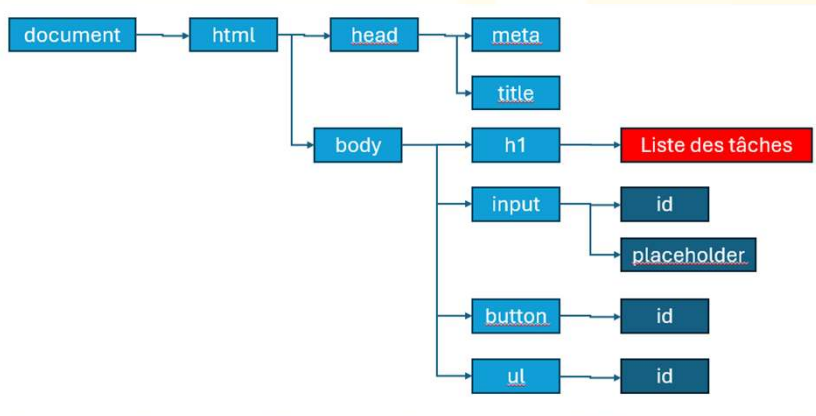 document
html
head
meta
title
body
h1
Liste des tâches
input
id
placeholder
button
id
ul
id